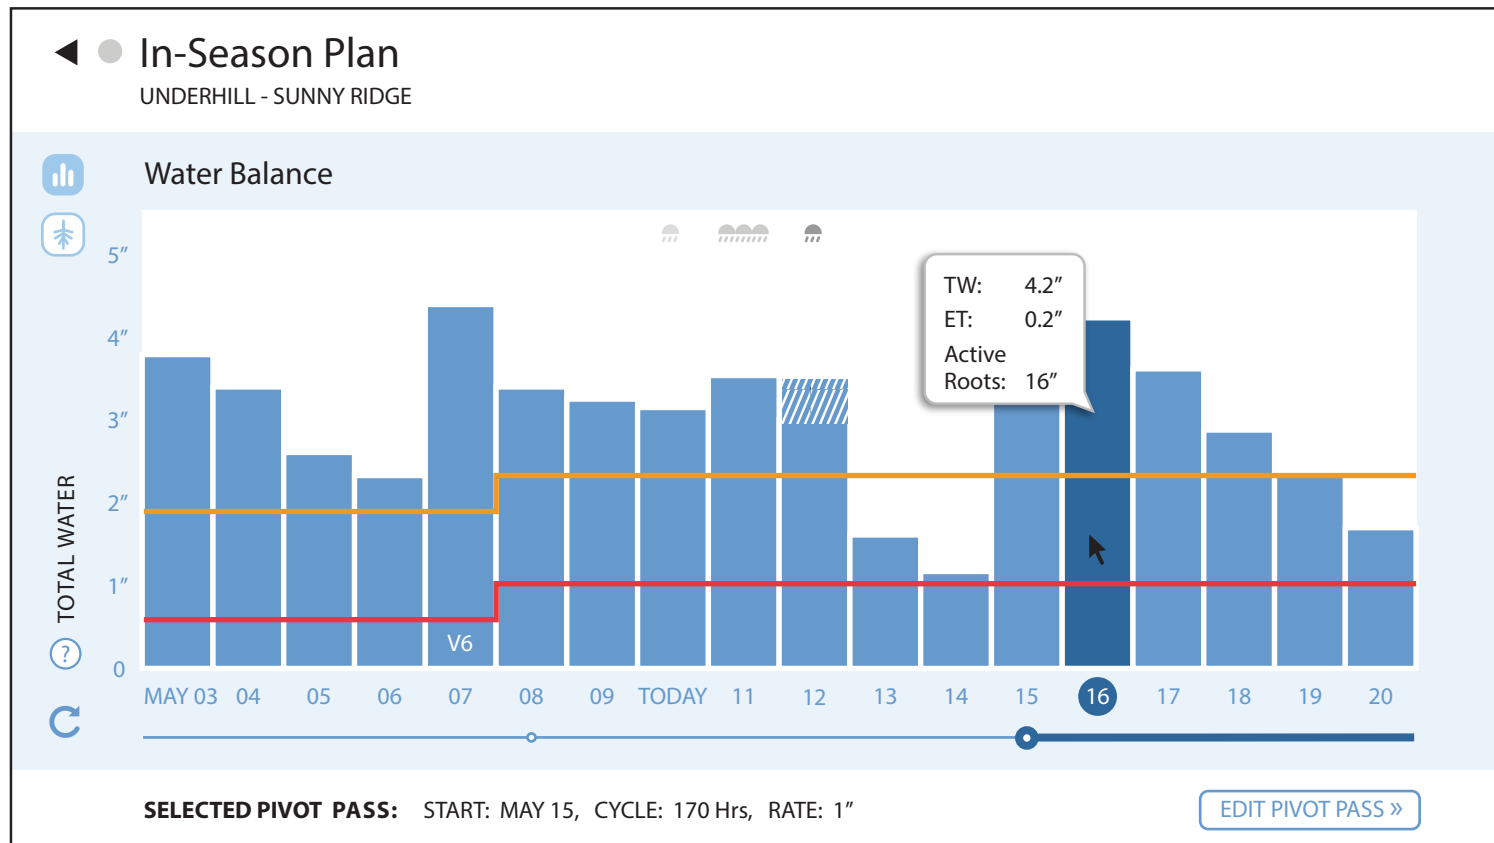 In-Season Plan
UNDERHILL - SUNNY RIDGE
Water Balance
5″
4″
3″
2″
1″
0
TOTAL WATER
?
TW: 4.2″
ET: 0.2″
Active
Roots: 16″
V6
MAY 03 04 05 06 07 08 09 TODAY 11 12 13 14 15 16 17 18 19 20
SELECTED PIVOT PASS: START: MAY 15, CYCLE: 170 Hrs, RATE: 1″
EDIT PIVOT PASS »